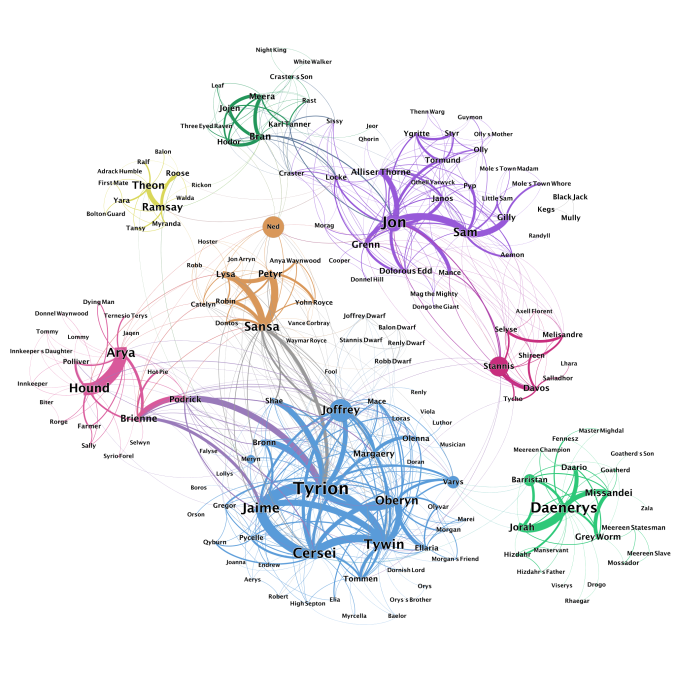 Night King
White Walker
Craster s Son
Leaf
Meera
Rast
Jojen
Three Eyed Raven
Karl Tanner
Sissy
Bran
Hodor
Thenn Warg
Guymon
Jeor
Ygritte
Styr
Olly s Mother
Qhorin
Olly
Tormund
Balon
Ralf
Adrack Humble
Roose
First Mate
Theon
Rickon
Yara
Walda
Ramsay
Bolton Guard
Myranda
Tansy
Craster
Locke
Alliser Thorne
Mole s Town Madam
Othell Yarwyck
Pyp
Mole s Town Whore
Janos
Little Sam
Black Jack
Kegs
Mully
Gilly
Jon
Sam
Randyll
Morag
Grenn
Aemon
Ned
Hoster
Jon Arryn
Anya Waynwood
Cooper
Robb
Lysa
Petyr
Dolorous Edd
Mance
Donnel Hill
Mag the Mighty
Dongo the Giant
Catelyn
Robin
Yohn Royce
Dontos
Sansa
Vance Corbray
Waymar Royce
Joffrey Dwarf
Balon Dwarf
Stannis Dwarf
Renly Dwarf
Robb Dwarf
Fool
Axell Florent
Selyse
Melisandre
Shireen
Lhara
Stannis
Salladhor
Davos
Tycho
Dying Man
Donnel Waynwood
Ternesio Terys
Tommy
Lommy
Jaqen
Innkeeper s Daughter
Arya
Polliver
Hot Pie
Innkeeper
Hound
Biter
Brienne
Podrick
Rorge
Farmer
Sally
Selwyn
Syrio Forel
Renly
Shae
Mace
Joffrey
Viola
Loras
Luthor
Bronn
Olenna
Musician
Falyse
Margaery
Meryn
Doran
Lollys
Varys
Boros
Tyrion
Oberyn
Gregor
Jaime
Olyvar
Orson
Marei
Morgan
Pycelle
Tywin
Qyburn
Cersei
Ellaria
Morgan s Friend
Joanna
Endrew
Dornish Lord
Aerys
Tommen
Orys
Robert
Elia
Orys s Brother
High Septon
Myrcella
Baelor
Master Mighdal
Fennesz
Meereen Champion
Goatherd s Son
Daario
Goatherd
Barristan
Missandei
Daenerys
Zala
Jorah
Meereen Statesman
Grey Worm
Manservant
Hizdahr
Meereen Slave
Mossador
Hizdahr s Father
Viserys
Drogo
Rhaegar